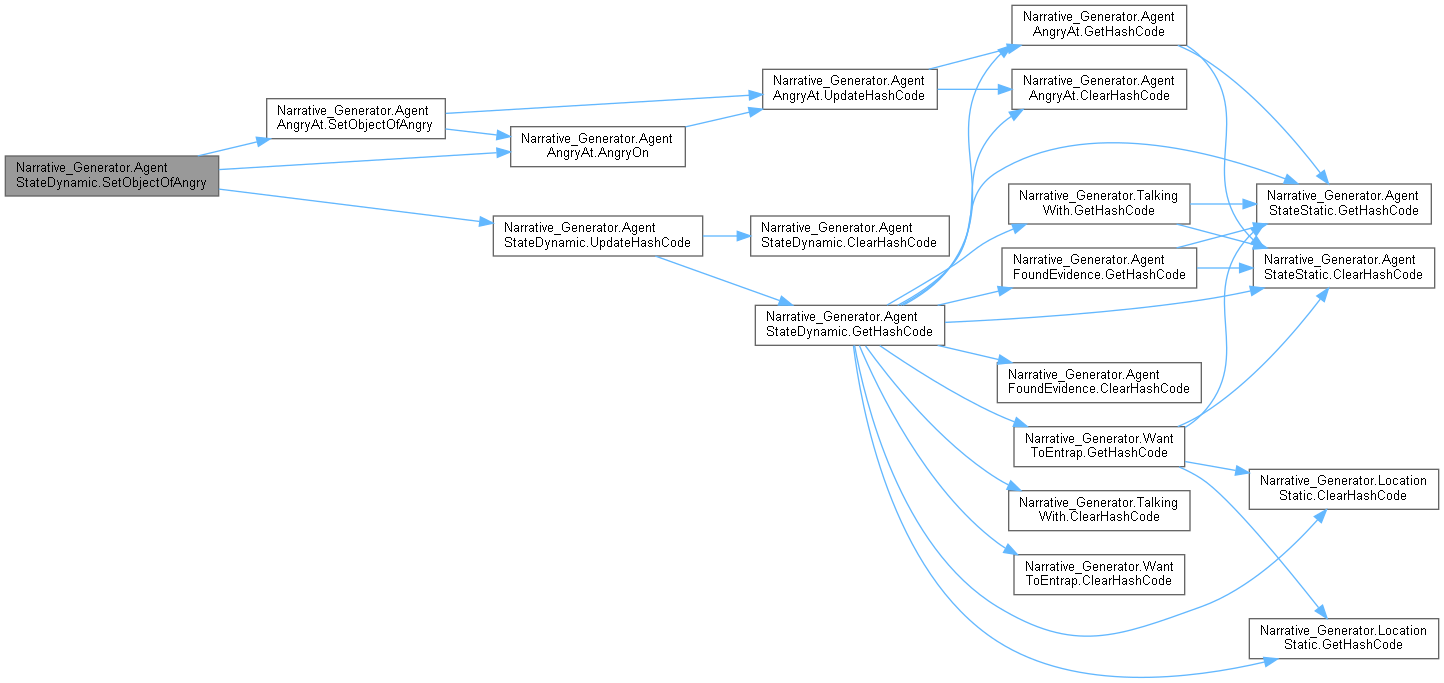 Narrative_Generator.Agent
StateDynamic.SetObjectOfAngry
Narrative_Generator.Agent
AngryAt.SetObjectOfAngry
Narrative_Generator.Agent
AngryAt.AngryOn
Narrative_Generator.Agent
StateDynamic.UpdateHashCode
Narrative_Generator.Agent
AngryAt.UpdateHashCode
Narrative_Generator.Agent
StateDynamic.ClearHashCode
Narrative_Generator.Agent
StateDynamic.GetHashCode
Narrative_Generator.Agent
AngryAt.GetHashCode
Narrative_Generator.Agent
AngryAt.ClearHashCode
Narrative_Generator.Talking
With.GetHashCode
Narrative_Generator.Agent
FoundEvidence.GetHashCode
Narrative_Generator.Agent
FoundEvidence.ClearHashCode
Narrative_Generator.Want
ToEntrap.GetHashCode
Narrative_Generator.Talking
With.ClearHashCode
Narrative_Generator.Want
ToEntrap.ClearHashCode
Narrative_Generator.Agent
StateStatic.GetHashCode
Narrative_Generator.Agent
StateStatic.ClearHashCode
Narrative_Generator.Location
Static.ClearHashCode
Narrative_Generator.Location
Static.GetHashCode